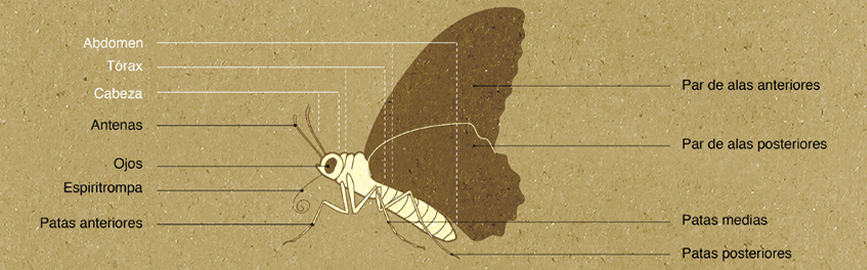 Abdomen
Tórax
Cabeza
Antenas
Ojos
Espiritrompa
Patas anteriores
Par de alas anteriores
Par de alas posteriores
Patas medias
Patas posteriores